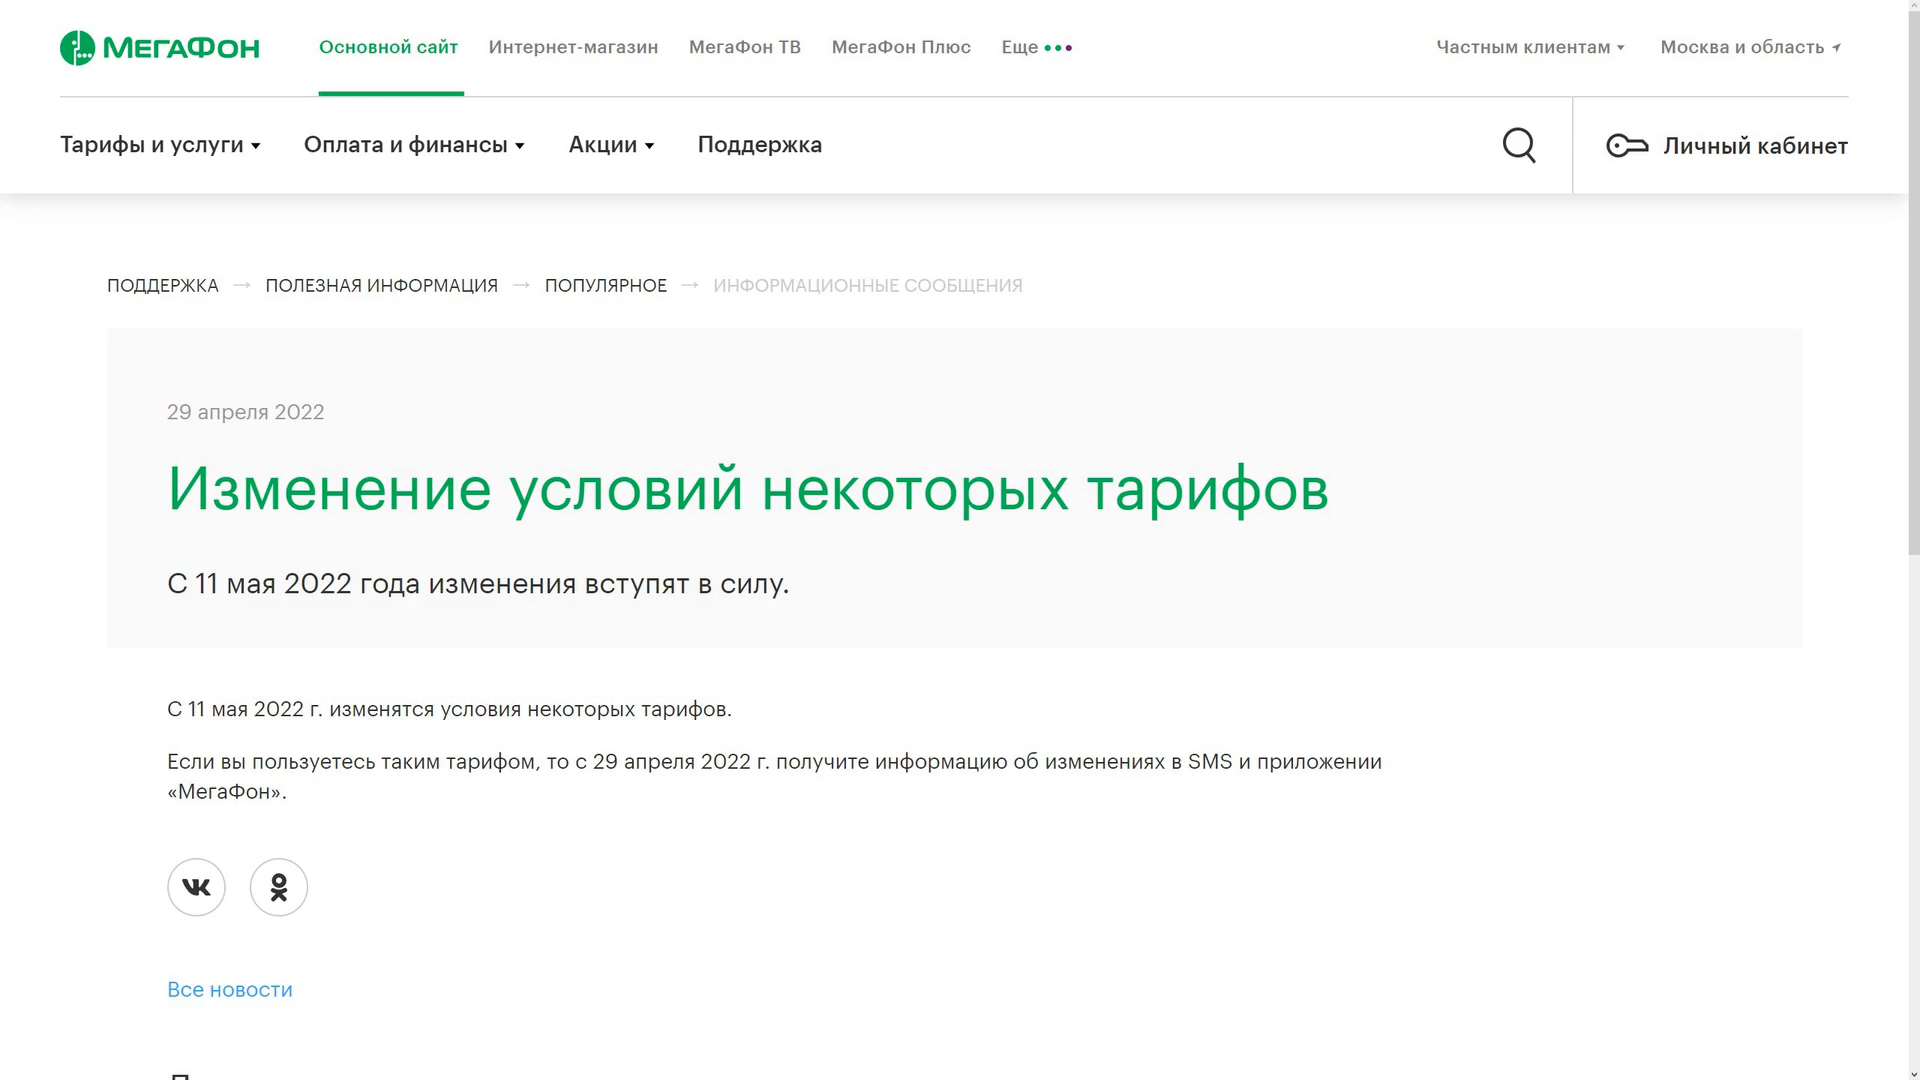 МЕГАФОН
Основной сайт
Интернет-магазин
МегаФон ТВ
МегаФон Плюс
Еще
Частным клиентам
Москва и область
Тарифы и услуги
Оплата и финансы
Акции
Поддержка
Личный кабинет
ПОДДЕРЖКА → ПОЛЕЗНАЯ ИНФОРМАЦИЯ → ПОПУЛЯРНОЕ → ИНФОРМАЦИОННЫЕ СООБЩЕНИЯ
29 апреля 2022
Изменение условий некоторых тарифов
С 11 мая 2022 года изменения вступят в силу.
С 11 мая 2022 г. изменятся условия некоторых тарифов.
Если вы пользуетесь таким тарифом, то с 29 апреля 2022 г. получите информацию об изменениях в SMS и приложении
«МегаФон».
Все новости